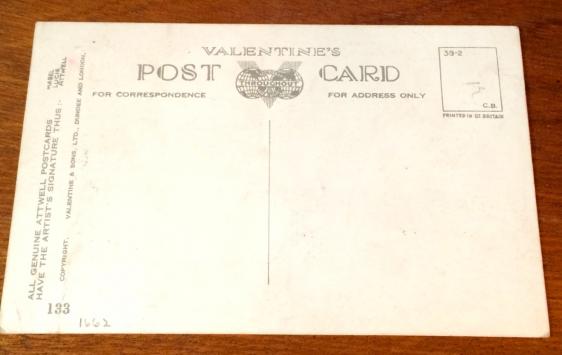 VALENTINE'S
POST CARD
THROUGHOUT
FOR CORRESPONDENCE
FOR ADDRESS ONLY
39-2
C.B.
PRINTED IN GT. BRITAIN
ALL GENUINE ATTWELL POSTCARDS
HAVE THE ARTIST'S SIGNATURE THUS :-
MABEL
LUCIE
ATTWELL
COPYRIGHT. VALENTINE & SONS, LTD., DUNDEE AND LONDON.
133
1662